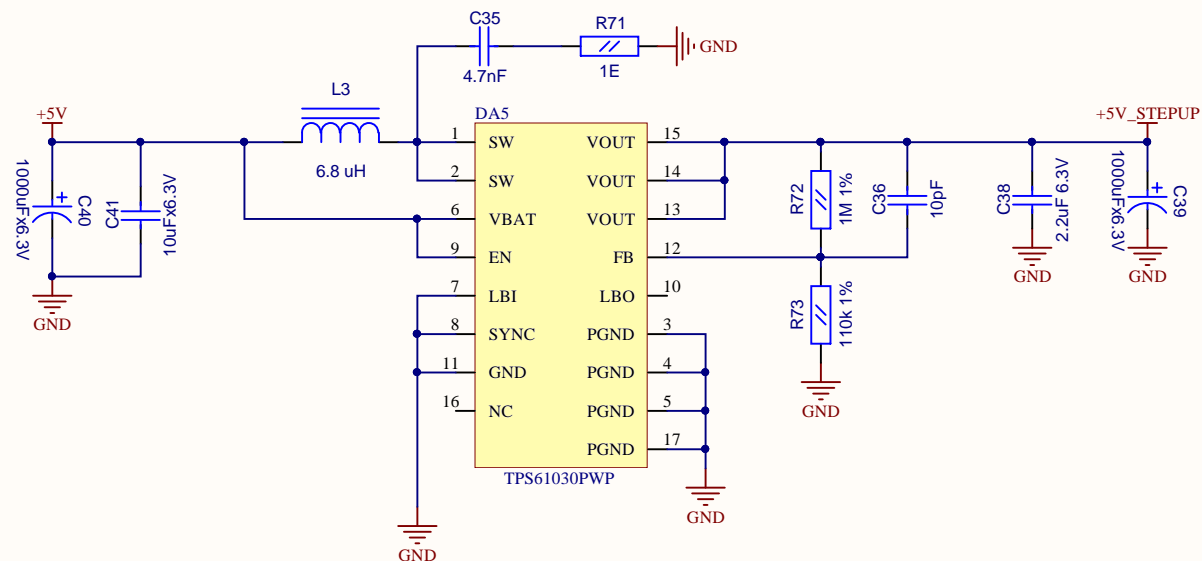 C35
4.7nF
R71
1E
GND
+5V
L3
6.8 uH
1000uFx6.3V
C40
C41
10uFx6.3V
GND
DA5
1 SW VOUT 15
2 SW VOUT 14
6 VBAT VOUT 13
9 EN FB 12
7 LBI LBO 10
8 SYNC PGND 3
11 GND PGND 4
16 NC PGND 5
PGND 17
TPS61030PWP
GND
GND
R72
1M 1%
C36
10pF
R73
110k 1%
GND
C38
2.2uF 6.3V
GND
+5V_STEPUP
1000uFx6.3V
C39
GND